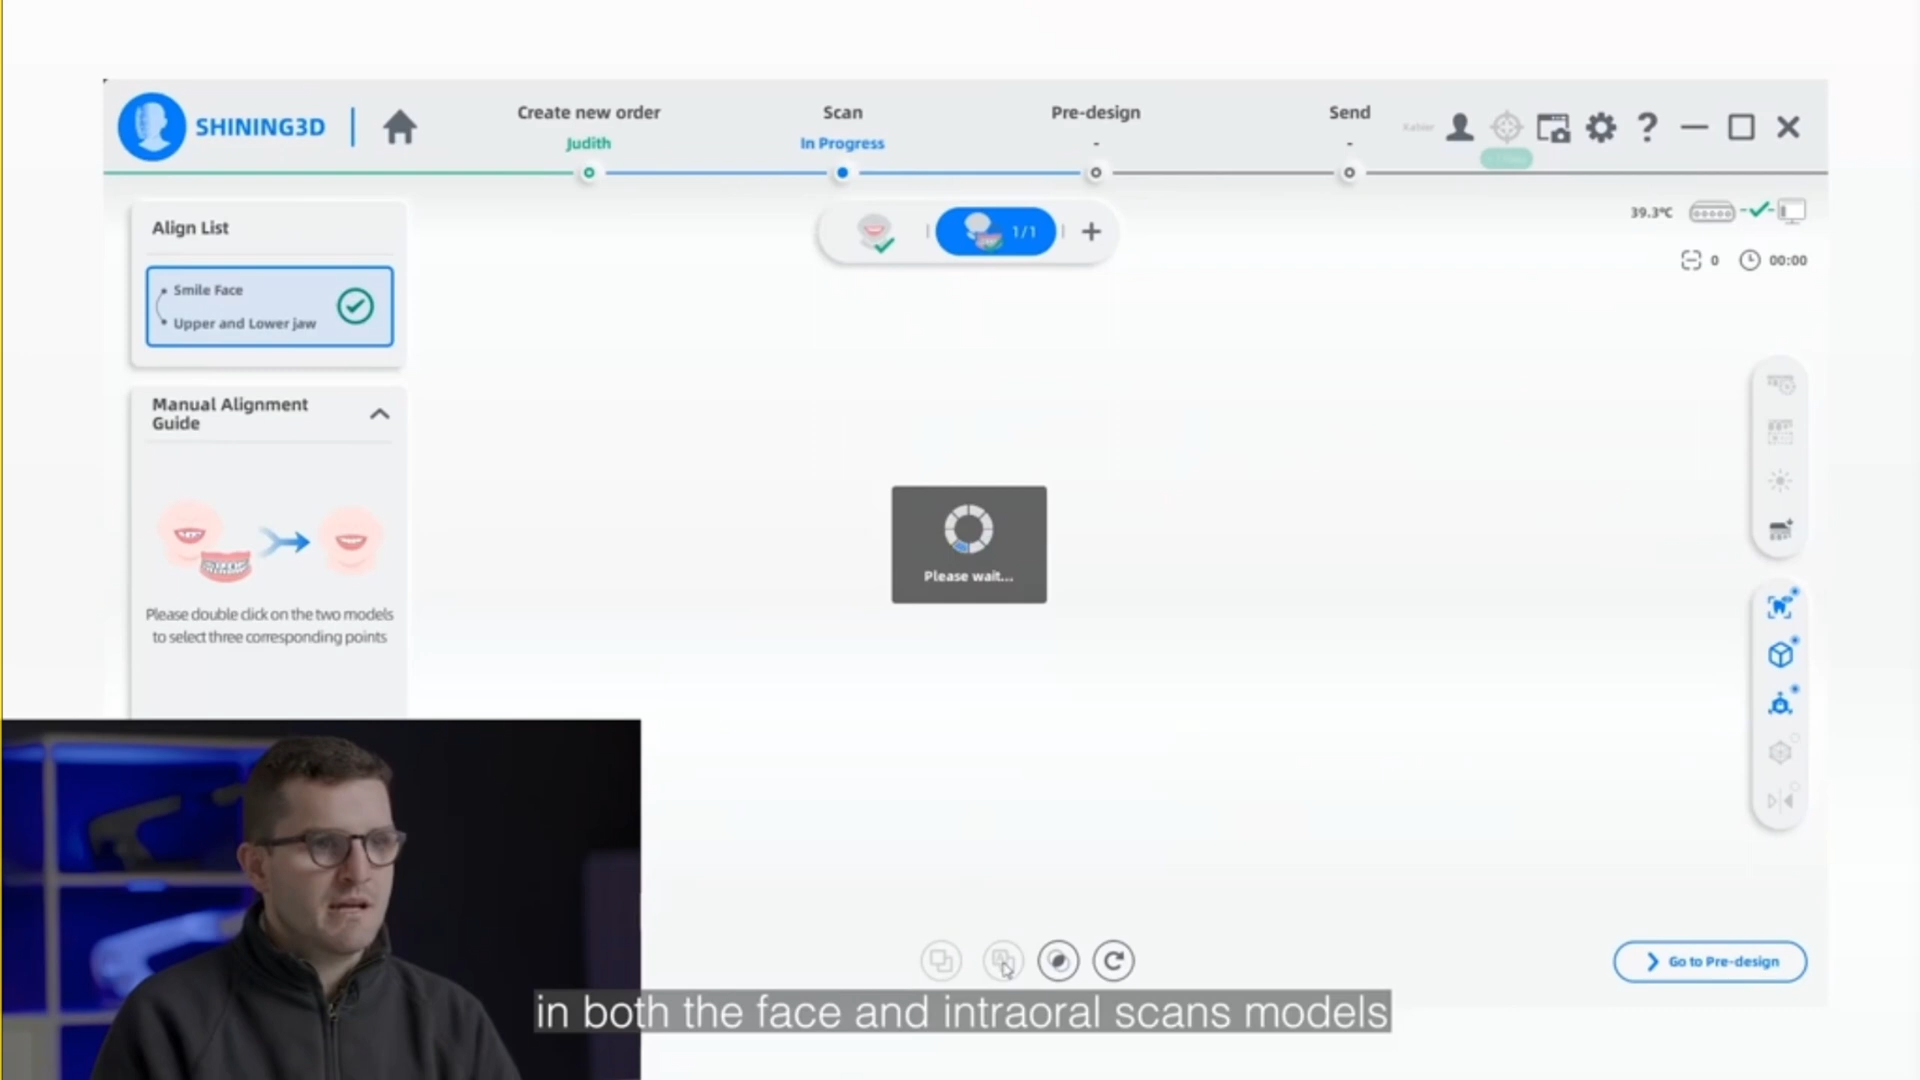 SHINING3D
Create new order
Judith
Scan
In Progress
Pre-design
-
Send
-
39.3℃
0
00:00
1/1
Align List
Smile Face
Upper and Lower jaw
Manual Alignment
Guide
Please double click on the two models
to select three corresponding points
Please wait...
Go to Pre-design
in both the face and intraoral scans models